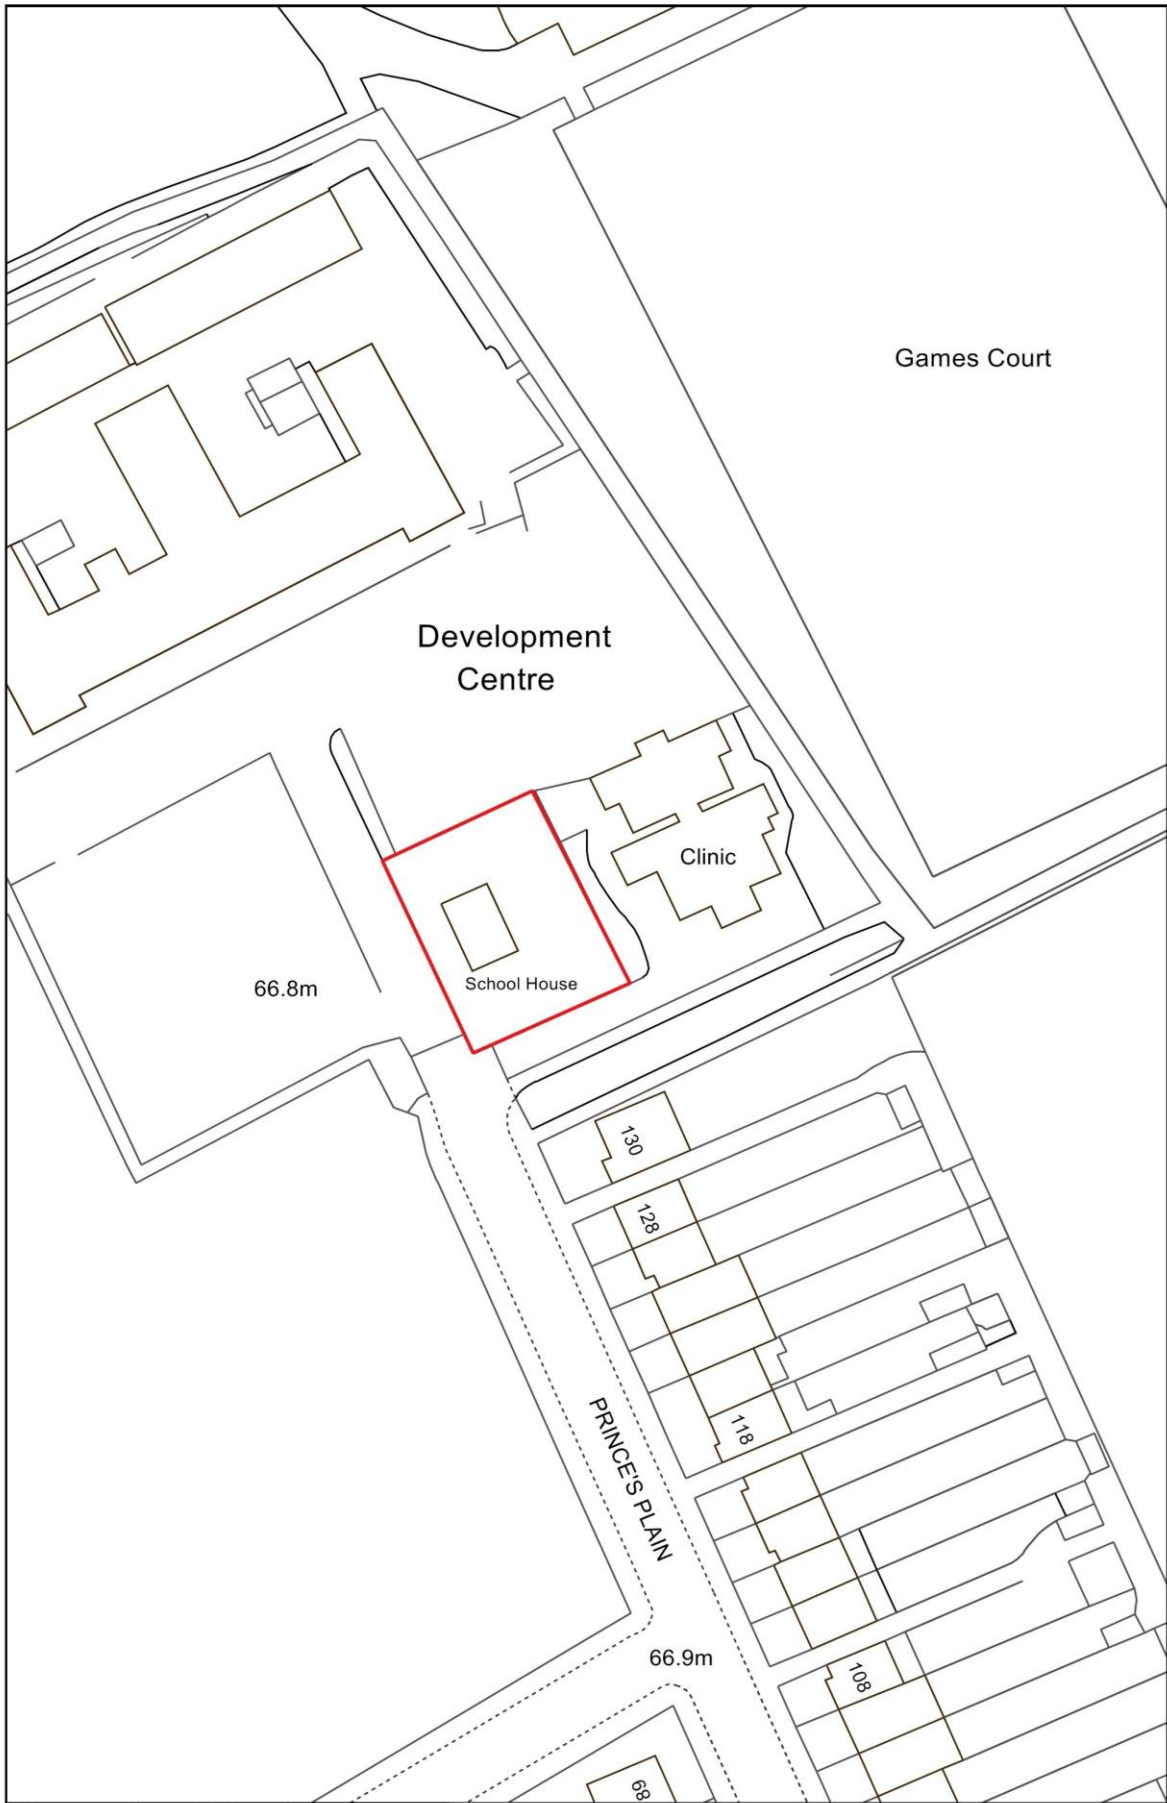 Games Court
Development
Centre
Clinic
School House
66.8m
130
128
118
PRINCE'S PLAIN
66.9m
108
68